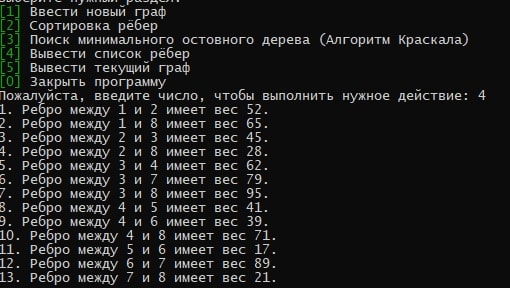 Выберите нужный раздел:
[1] Ввести новый граф
[2] Сортировка рёбер
[3] Поиск минимального остовного дерева (Алгоритм Краскала)
[4] Вывести список рёбер
[5] Вывести текущий граф
[0] Закрыть программу
Пожалуйста, введите число, чтобы выполнить нужное действие: 4
1. Ребро между 1 и 2 имеет вес 52.
2. Ребро между 1 и 8 имеет вес 65.
3. Ребро между 2 и 3 имеет вес 45.
4. Ребро между 2 и 8 имеет вес 28.
5. Ребро между 3 и 4 имеет вес 62.
6. Ребро между 3 и 7 имеет вес 79.
7. Ребро между 3 и 8 имеет вес 95.
8. Ребро между 4 и 5 имеет вес 41.
9. Ребро между 4 и 6 имеет вес 39.
10. Ребро между 4 и 8 имеет вес 71.
11. Ребро между 5 и 6 имеет вес 17.
12. Ребро между 6 и 7 имеет вес 89.
13. Ребро между 7 и 8 имеет вес 21.